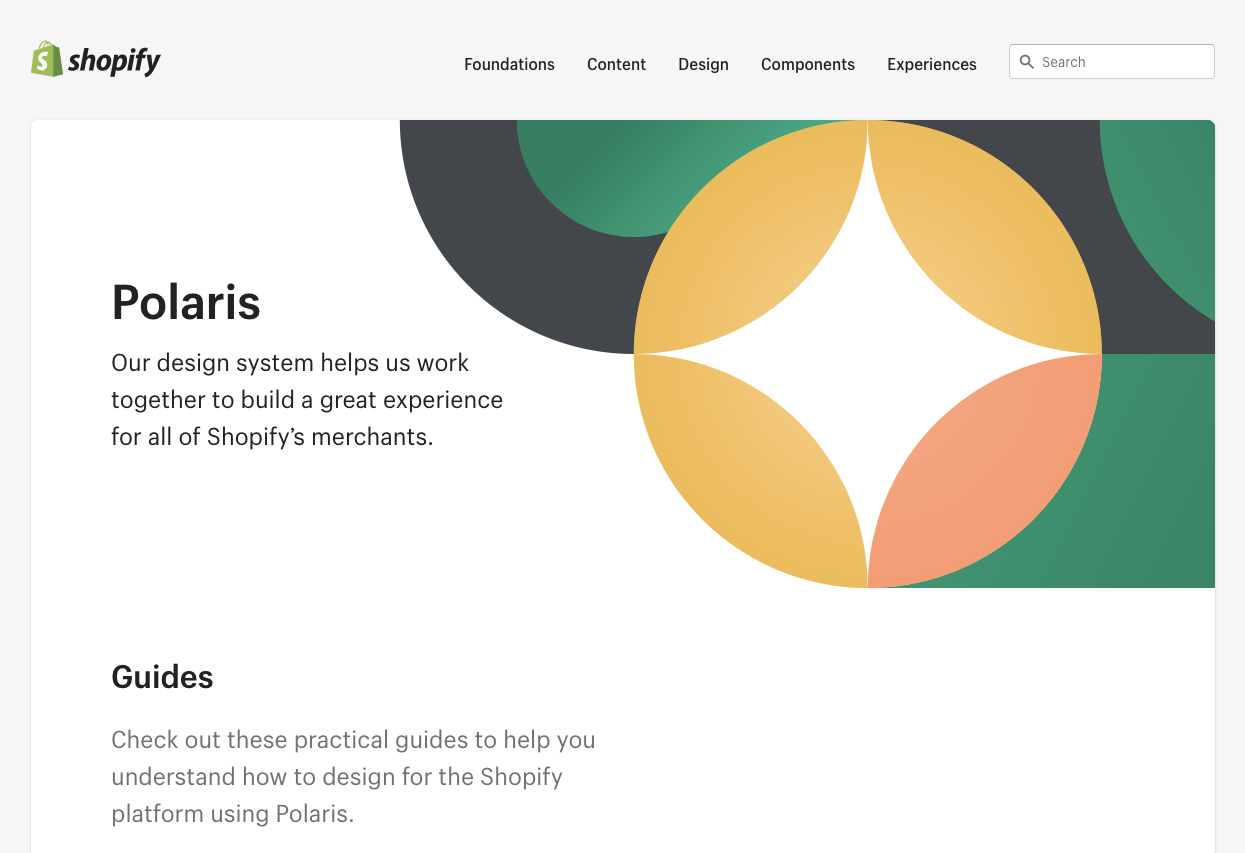 shopify
Foundations Content Design Components Experiences Search
Polaris
Our design system helps us work
together to build a great experience
for all of Shopify’s merchants.
Guides
Check out these practical guides to help you
understand how to design for the Shopify
platform using Polaris.